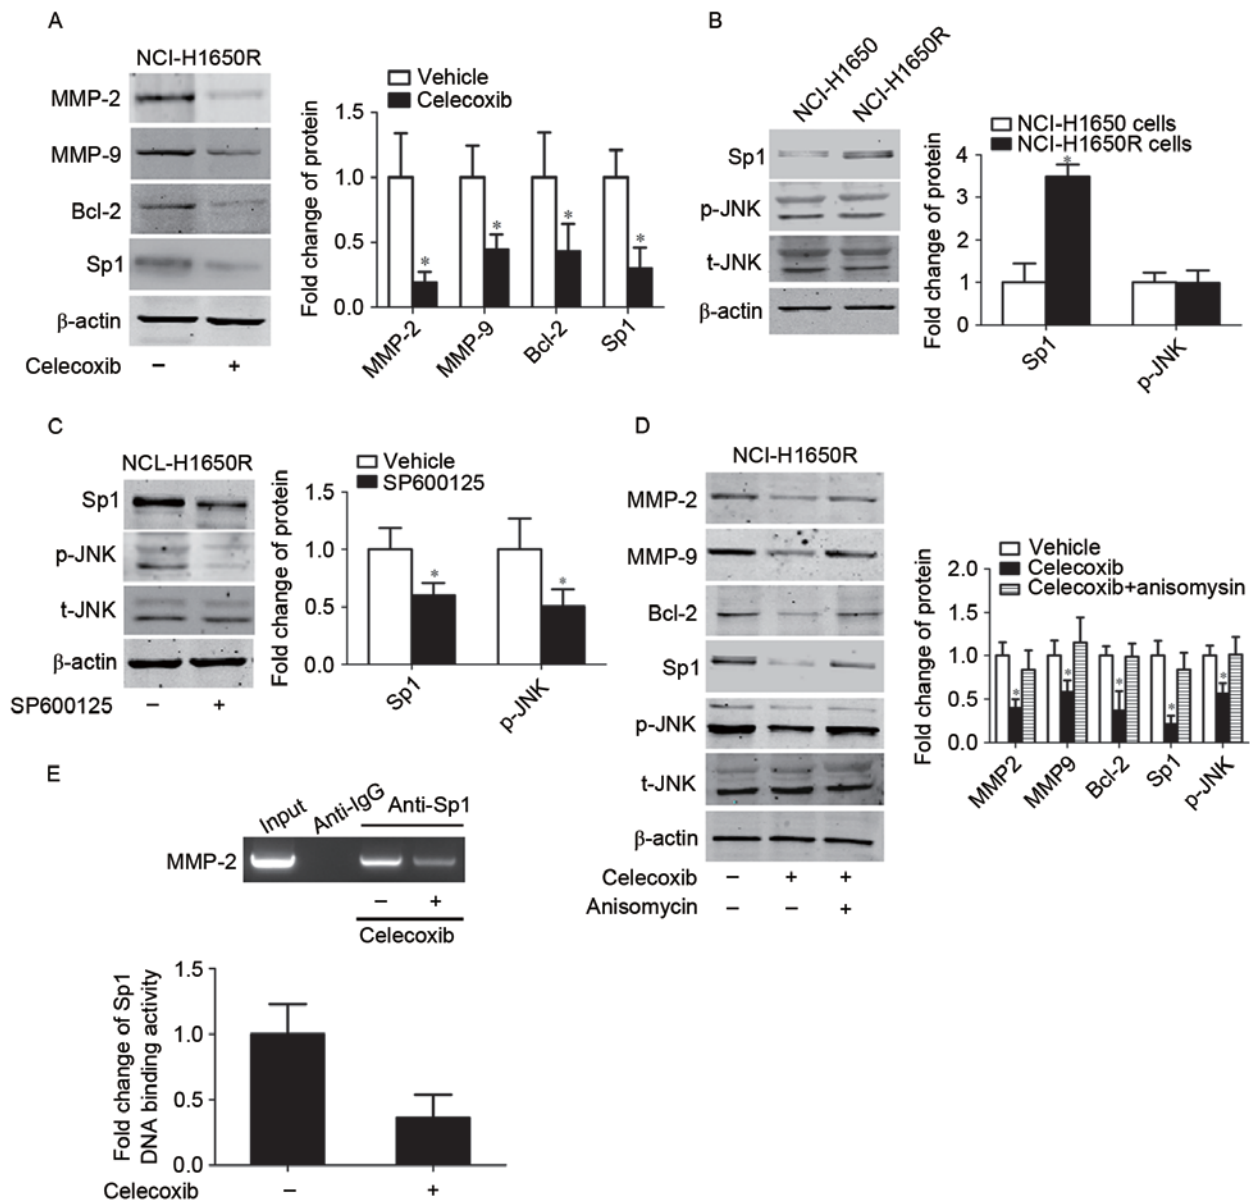 A
NCI-H1650R
MMP-2
MMP-9
Bcl-2
Sp1
β-actin
Celecoxib − +
Vehicle
Celecoxib
Fold change of protein
1.5
1.0
0.5
0.0
MMP-2 MMP-9 Bcl-2 Sp1
* * * *
B
NCI-H1650 NCI-H1650R
Sp1
p-JNK
t-JNK
β-actin
NCI-H1650 cells
NCI-H1650R cells
Fold change of protein
4
3
2
1
0
*
Sp1 p-JNK
C
NCL-H1650R
Sp1
p-JNK
t-JNK
β-actin
SP600125 − +
Vehicle
SP600125
Fold change of protein
1.5
1.0
0.5
0.0
* *
Sp1 p-JNK
D
NCI-H1650R
MMP-2
MMP-9
Bcl-2
Sp1
p-JNK
t-JNK
β-actin
Celecoxib − + +
Anisomycin − − +
Vehicle
Celecoxib
Celecoxib+anisomysin
Fold change of protein
2.0
1.5
1.0
0.5
0.0
* * * * *
MMP2 MMP9 Bcl-2 Sp1 p-JNK
E
Input Anti-IgG Anti-Sp1
MMP-2
− +
Celecoxib
Fold change of Sp1
DNA binding activity
1.5
1.0
0.5
0.0
Celecoxib − +